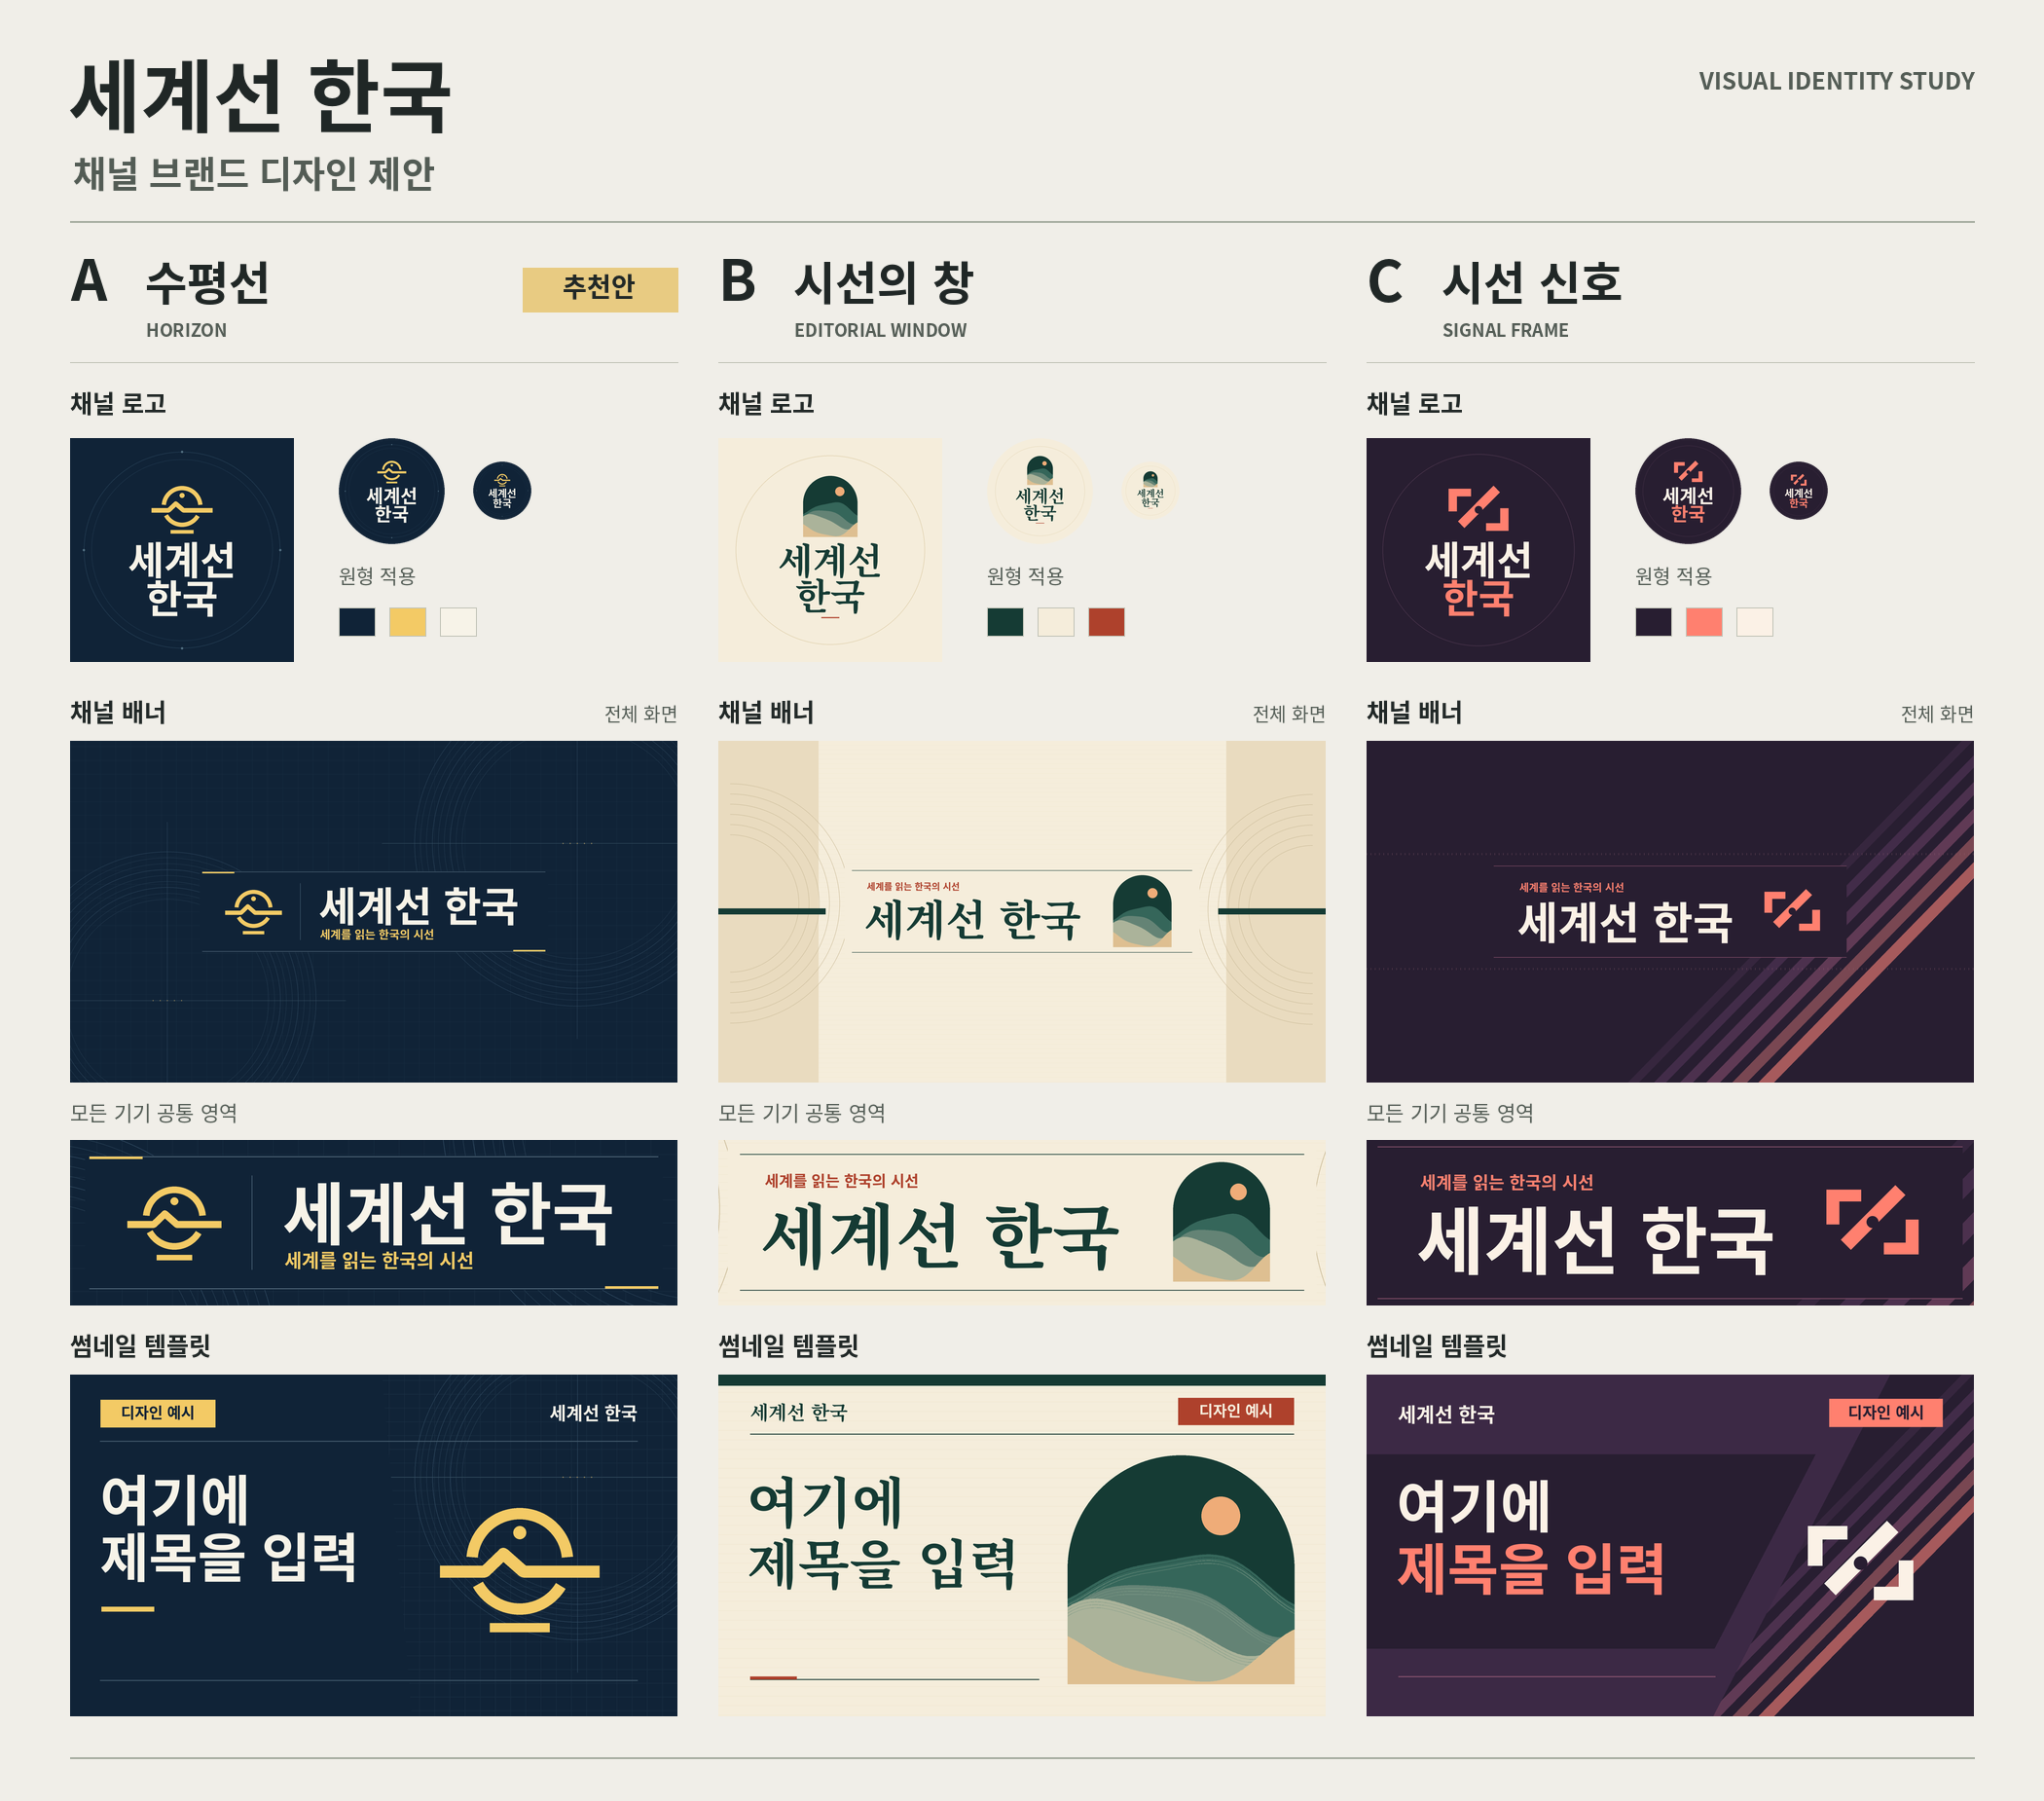 세계선 한국
VISUAL IDENTITY STUDY
채널 브랜드 디자인 제안
A 수평선
HORIZON
추천안
채널 로고
세계선
한국
세계선
한국
세계선
한국
원형 적용
채널 배너
전체 화면
세계선 한국
세계를 읽는 한국의 시선
모든 기기 공통 영역
세계선 한국
세계를 읽는 한국의 시선
썸네일 템플릿
디자인 예시
세계선 한국
여기에
제목을 입력
B 시선의 창
EDITORIAL WINDOW
채널 로고
세계선
한국
세계선
한국
세계선
한국
원형 적용
채널 배너
전체 화면
세계를 읽는 한국의 시선
세계선 한국
모든 기기 공통 영역
세계를 읽는 한국의 시선
세계선 한국
썸네일 템플릿
세계선 한국
디자인 예시
여기에
제목을 입력
C 시선 신호
SIGNAL FRAME
채널 로고
세계선
한국
세계선
한국
세계선
한국
원형 적용
채널 배너
전체 화면
세계를 읽는 한국의 시선
세계선 한국
모든 기기 공통 영역
세계를 읽는 한국의 시선
세계선 한국
썸네일 템플릿
세계선 한국
디자인 예시
여기에
제목을 입력